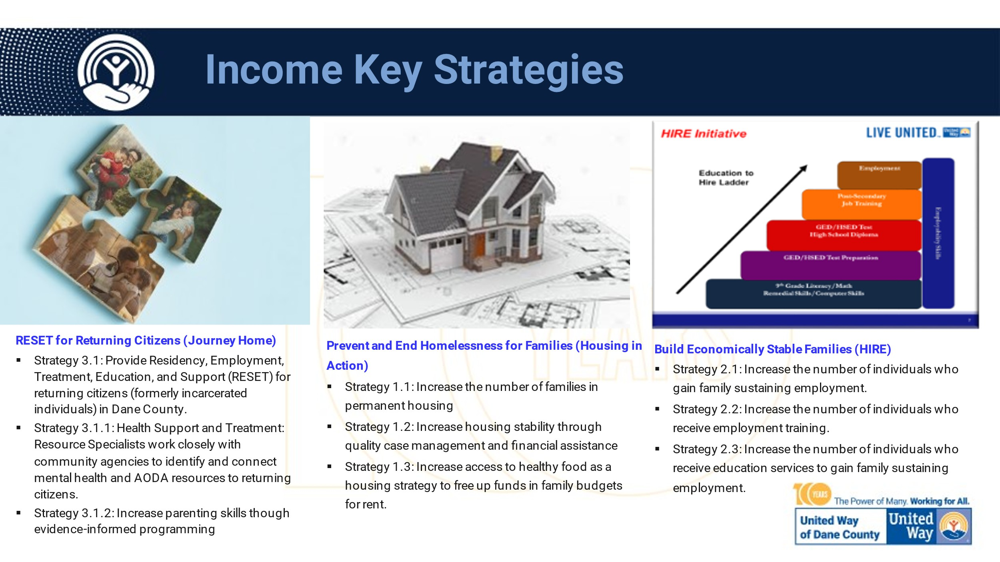 Income Key Strategies
HIRE Initiative
LIVE UNITED
United Way
Education to
Hire Ladder
Employment
Post-Secondary
Job Training
GED/HSED Test
High School Diploma
GED/HSED Test Preparation
9th Grade Literacy/Math
Remedial Skills/Computer Skills
Employability Skills
7
RESET for Returning Citizens (Journey Home)
▪ Strategy 3.1: Provide Residency, Employment,
Treatment, Education, and Support (RESET) for
returning citizens (formerly incarcerated
individuals) in Dane County.
▪ Strategy 3.1.1: Health Support and Treatment:
Resource Specialists work closely with
community agencies to identify and connect
mental health and AODA resources to returning
citizens.
▪ Strategy 3.1.2: Increase parenting skills though
evidence-informed programming
Prevent and End Homelessness for Families (Housing in
Action)
▪ Strategy 1.1: Increase the number of families in
permanent housing
▪ Strategy 1.2: Increase housing stability through
quality case management and financial assistance
▪ Strategy 1.3: Increase access to healthy food as a
housing strategy to free up funds in family budgets
for rent.
Build Economically Stable Families (HIRE)
▪ Strategy 2.1: Increase the number of individuals who
gain family sustaining employment.
▪ Strategy 2.2: Increase the number of individuals who
receive employment training.
▪ Strategy 2.3: Increase the number of individuals who
receive education services to gain family sustaining
employment.
YEARS
100 YEARS The Power of Many. Working for All.
United Way
of Dane County
United
Way